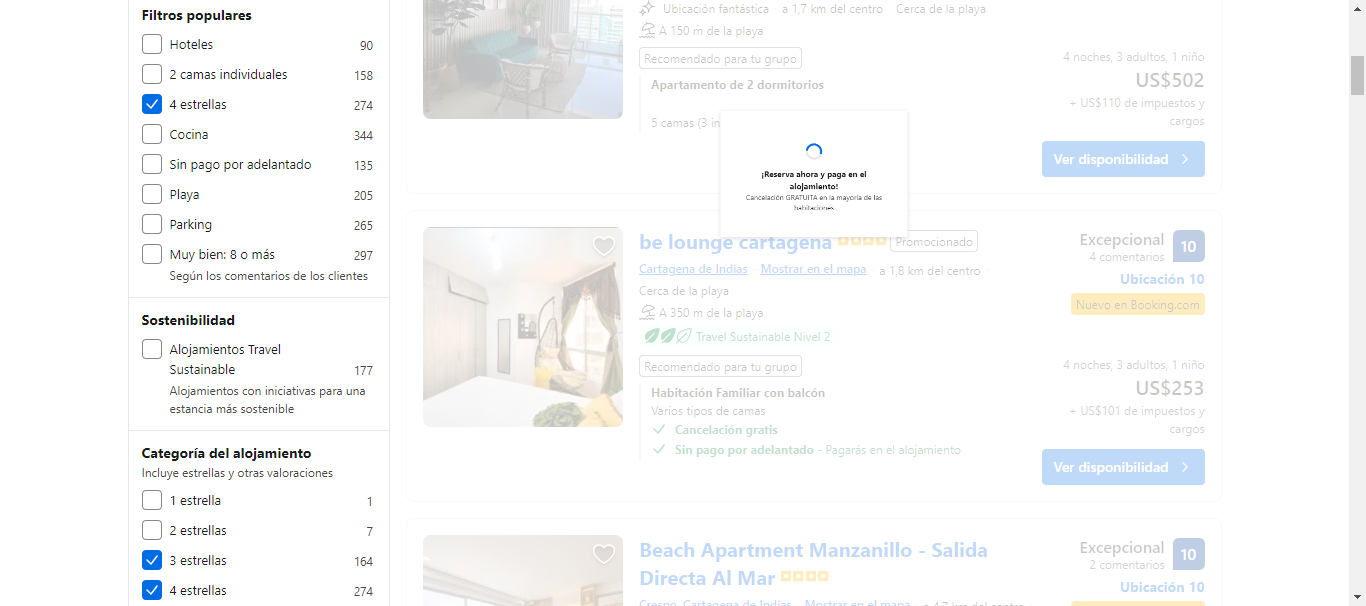 Filtros populares
Hoteles 90
2 camas individuales 158
4 estrellas 274
Cocina 344
Sin pago por adelantado 135
Playa 205
Parking 265
Muy bien: 8 o más 297
Según los comentarios de los clientes
Sostenibilidad
Alojamientos Travel
Sustainable 177
Alojamientos con iniciativas para una
estancia más sostenible
Categoría del alojamiento
Incluye estrellas y otras valoraciones
1 estrella 1
2 estrellas 7
3 estrellas 164
4 estrellas 274
Ubicación fantástica a 1,7 km del centro Cerca de la playa
A 150 m de la playa
Recomendado para tu grupo
Apartamento de 2 dormitorios
5 camas (3 in
4 noches, 3 adultos, 1 niño
US$502
+ US$110 de impuestos y
cargos
Ver disponibilidad
¡Reserva ahora y paga en el
alojamiento!
Cancelación GRATUITA en la mayoría de las
habitaciones
be lounge cartagena Promocionado
Cartagena de Indias Mostrar en el mapa a 1,8 km del centro
Cerca de la playa
A 350 m de la playa
Travel Sustainable Nivel 2
Recomendado para tu grupo
Habitación Familiar con balcón
Varios tipos de camas
Cancelación gratis
Sin pago por adelantado - Pagarás en el alojamiento
Excepcional 10
4 comentarios
Ubicación 10
Nuevo en Booking.com
4 noches, 3 adultos, 1 niño
US$253
+ US$101 de impuestos y
cargos
Ver disponibilidad
Beach Apartment Manzanillo - Salida
Directa Al Mar
Crespo, Cartagena de Indias Mostrar en el mapa a 4,7 km del centro
Excepcional 10
2 comentarios
Ubicación 10